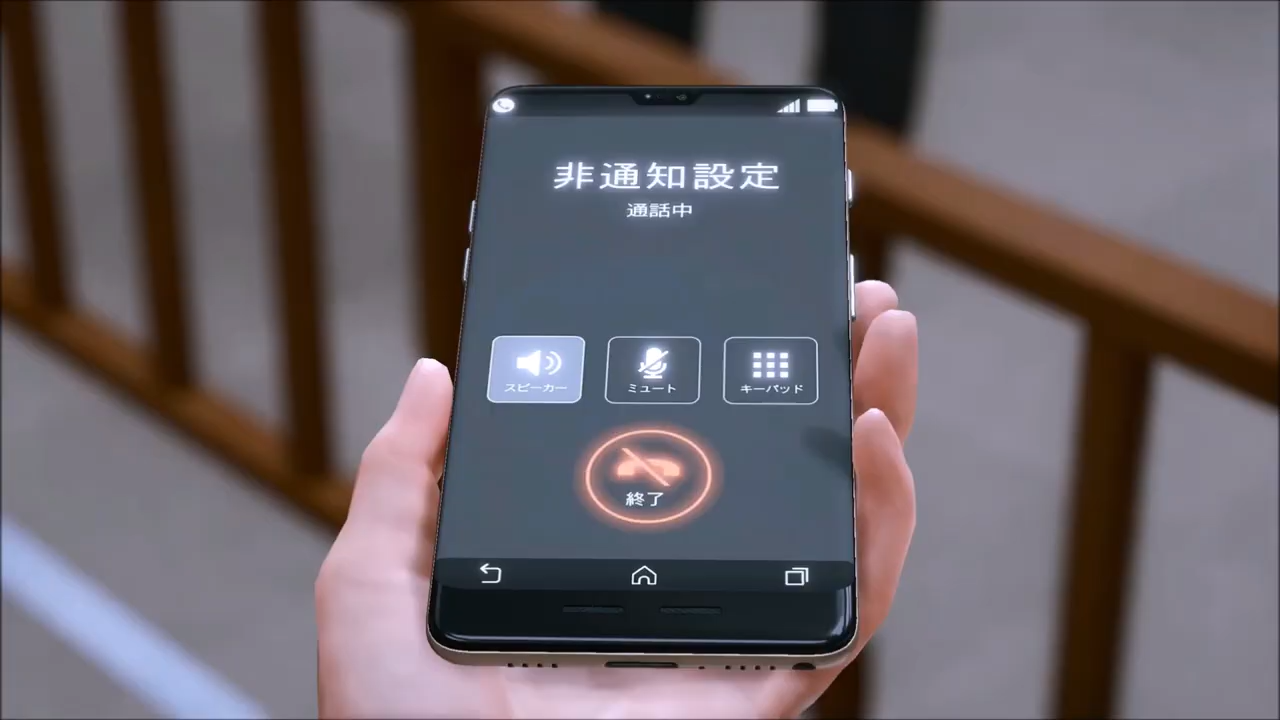 非通知設定
通話中
スピーカー
ミュート
キーパッド
終了